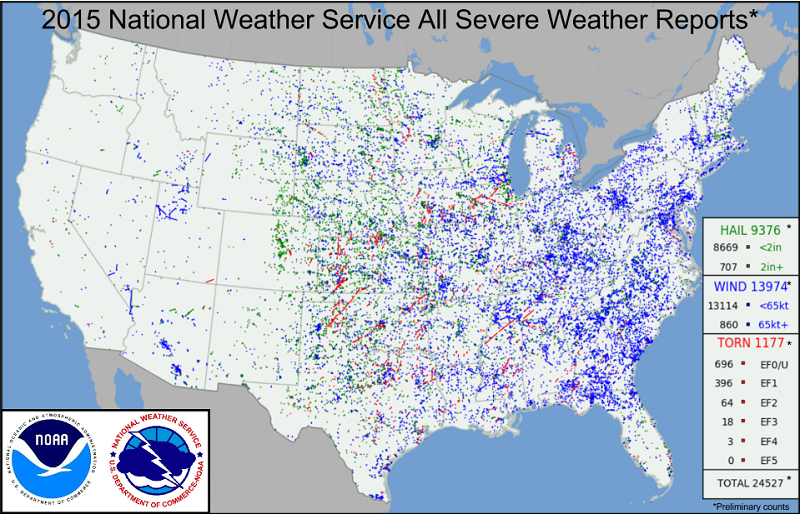 2015 National Weather Service All Severe Weather Reports*
HAIL 9376 *
8669 <2in
707 2in+
WIND 13974*
13114 <65kt
860 65kt+
TORN 1177 *
696 EF0/U
396 EF1
64 EF2
18 EF3
3 EF4
0 EF5
TOTAL 24527 *
*Preliminary counts
NATIONAL OCEANIC AND ATMOSPHERIC ADMINISTRATION
NOAA
U.S. DEPARTMENT OF COMMERCE
NATIONAL WEATHER SERVICE
U.S. DEPARTMENT OF COMMERCE-NOAA